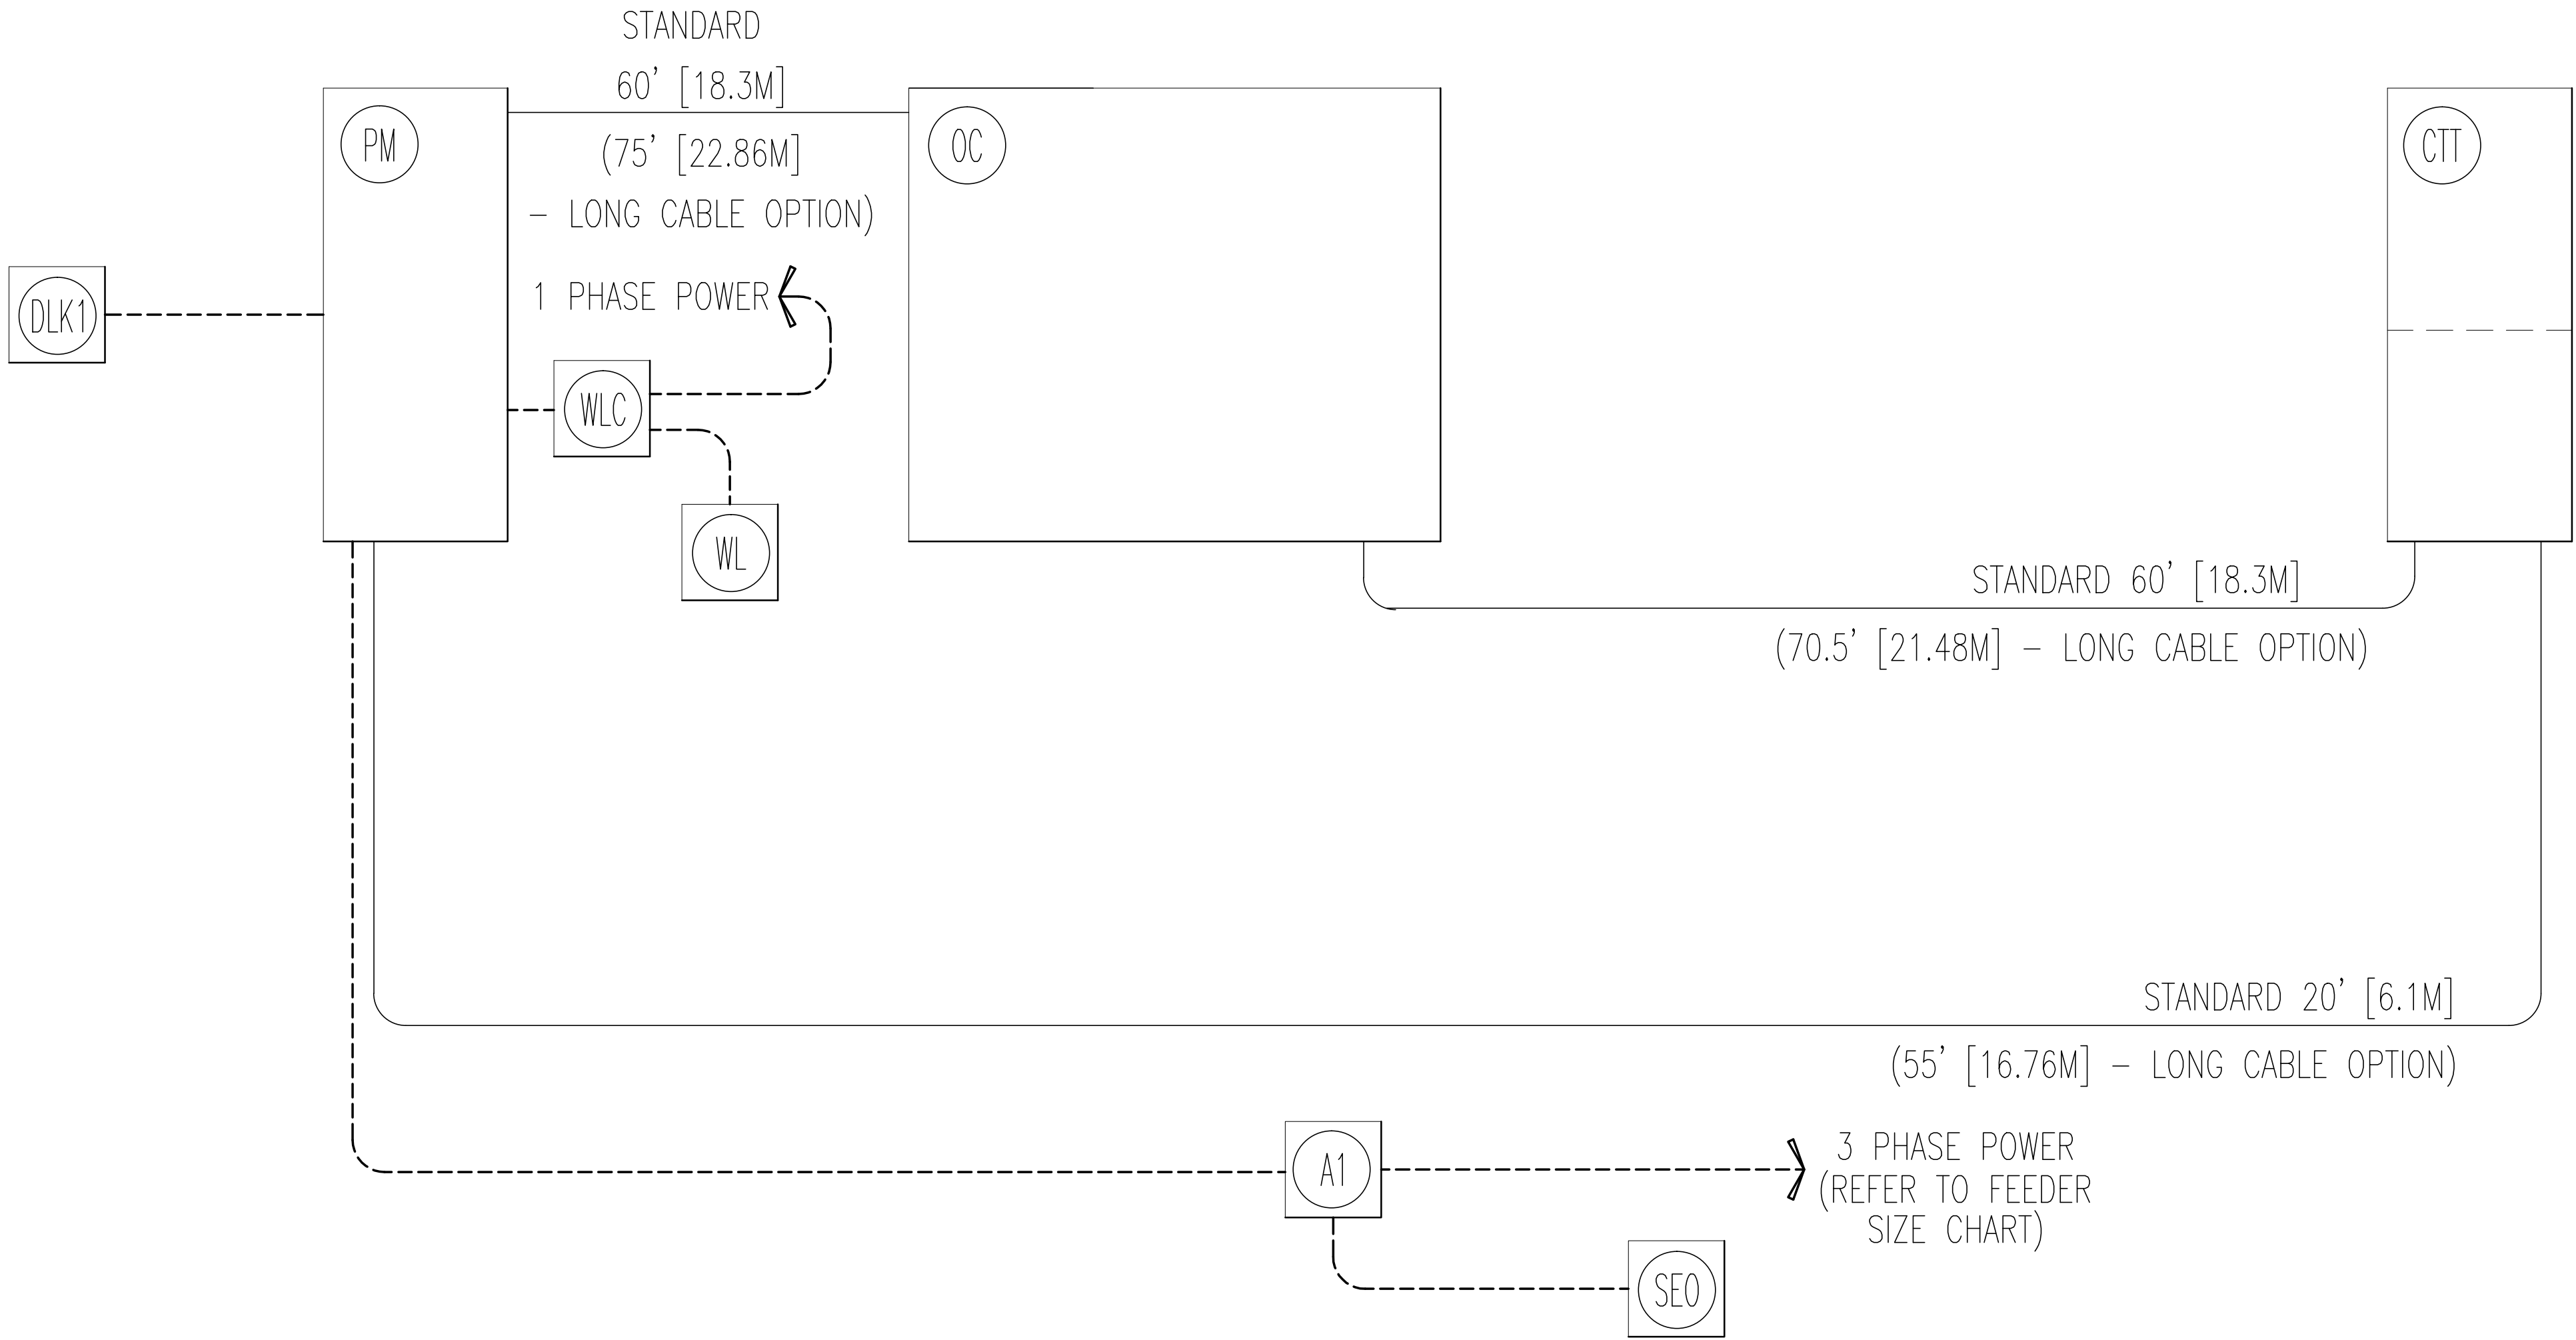 STANDARD
60' [18.3M]
PM
(75' [22.86M]
OC
CTT
- LONG CABLE OPTION)
DLK1
1 PHASE POWER
WLC
WL
STANDARD 60' [18.3M]
(70.5' [21.48M] - LONG CABLE OPTION)
STANDARD 20' [6.1M]
(55' [16.76M] - LONG CABLE OPTION)
A1
3 PHASE POWER
(REFER TO FEEDER
SIZE CHART)
SEO